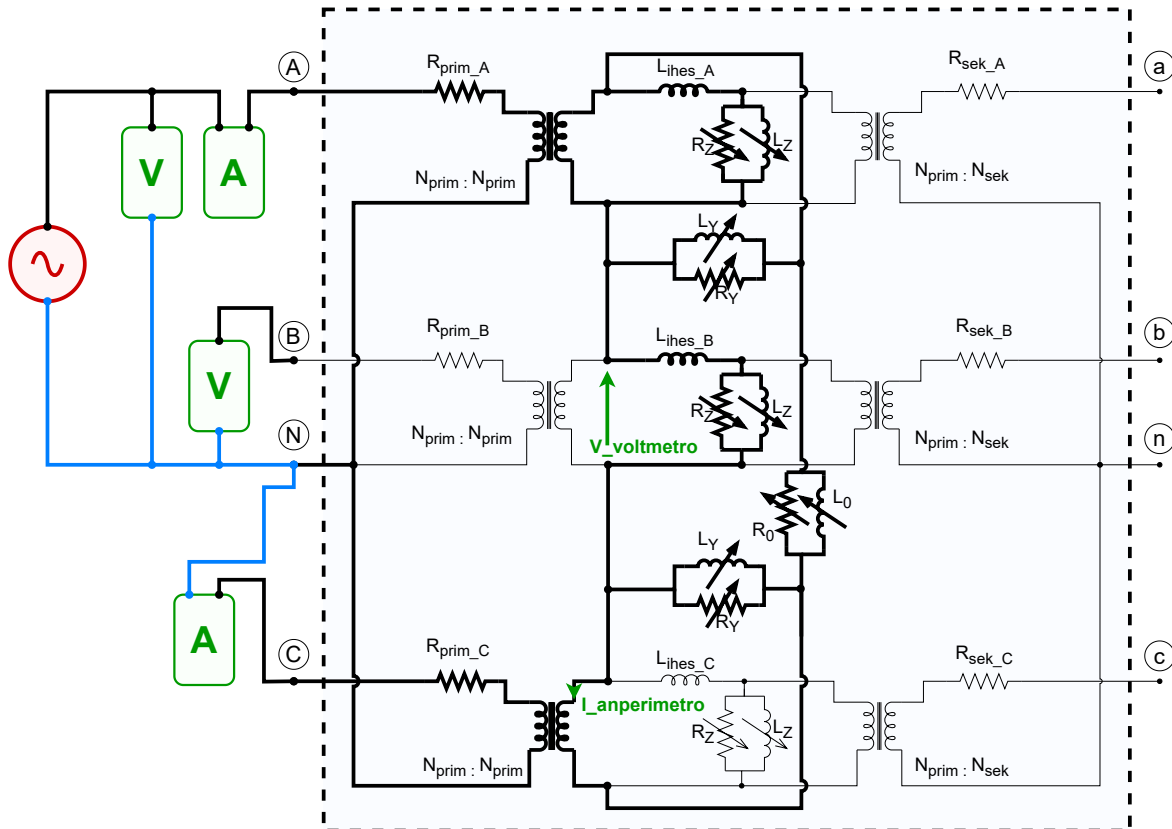 A
R_prim_A
L_ihes_A
R_sek_A
a
V
A
R_Z
L_Z
N_prim : N_prim
N_prim : N_sek
L_Y
R_Y
B
R_prim_B
L_ihes_B
R_sek_B
b
V
R_Z
L_Z
N_prim : N_prim
V_voltmetro
N_prim : N_sek
N
n
L_0
R_0
L_Y
R_Y
A
C
R_prim_C
L_ihes_C
R_sek_C
c
I_anperimetro
R_Z
L_Z
N_prim : N_prim
N_prim : N_sek